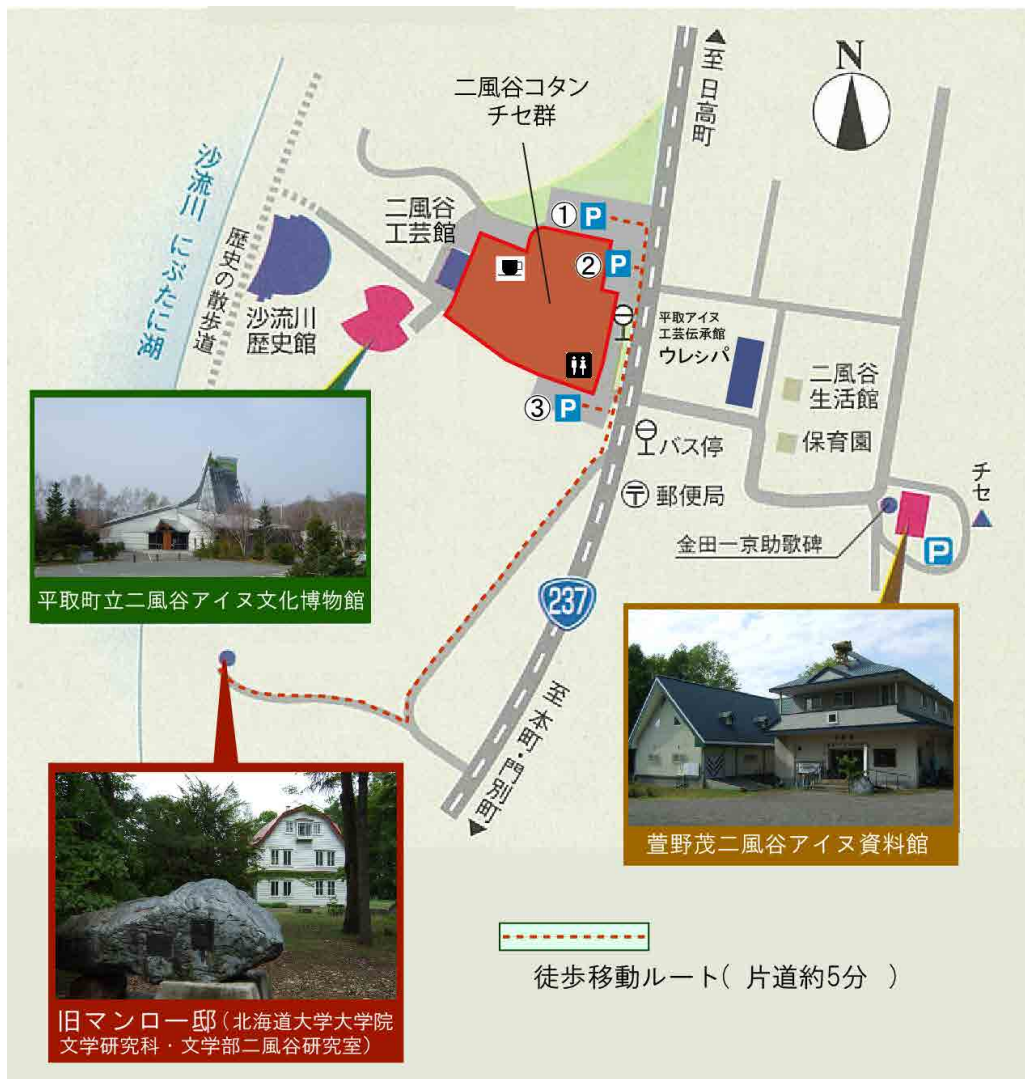 二風谷コタン
チセ群
至日高町
N
沙流川 にぶたに湖
歴史の散歩道
二風谷
工芸館
① P
② P
沙流川
歴史館
平取アイヌ
工芸伝承館
ウレシパ
二風谷
生活館
③ P
バス停
保育園
〒 郵便局
チセ
金田一京助歌碑
P
平取町立二風谷アイヌ文化博物館
237
至本町・門別町
萱野茂二風谷アイヌ資料館
徒歩移動ルート( 片道約5分 )
旧マンロー邸(北海道大学大学院
文学研究科・文学部二風谷研究室)